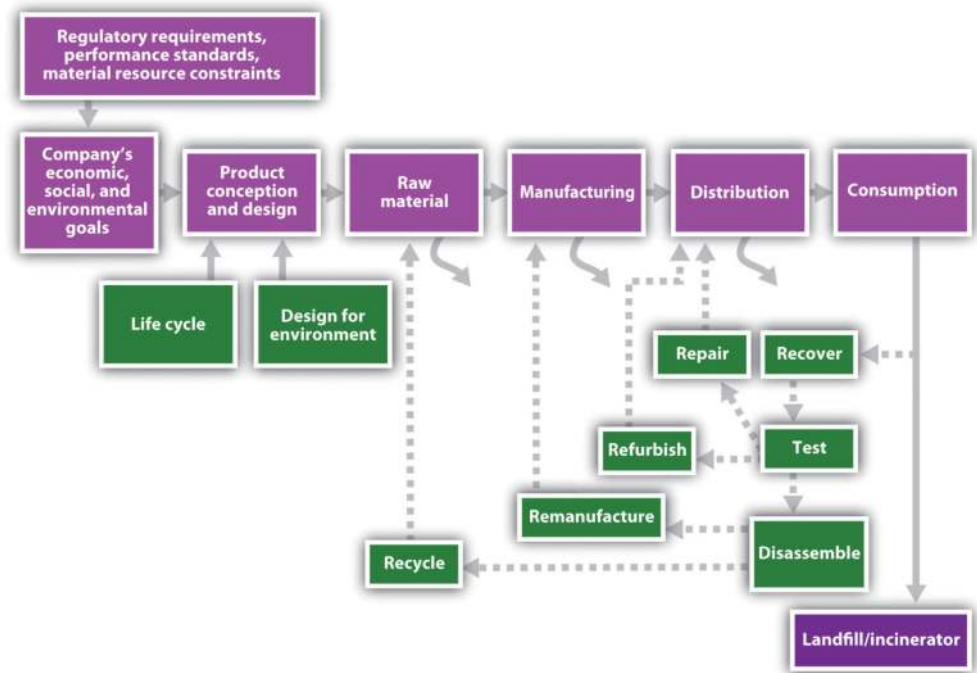 Regulatory requirements,
performance standards,
material resource constraints
Company’s
economic,
social, and
environmental
goals
Product
conception
and design
Raw
material
Manufacturing
Distribution
Consumption
Life cycle
Design for
environment
Repair
Recover
Refurbish
Test
Remanufacture
Disassemble
Recycle
Landfill/incinerator